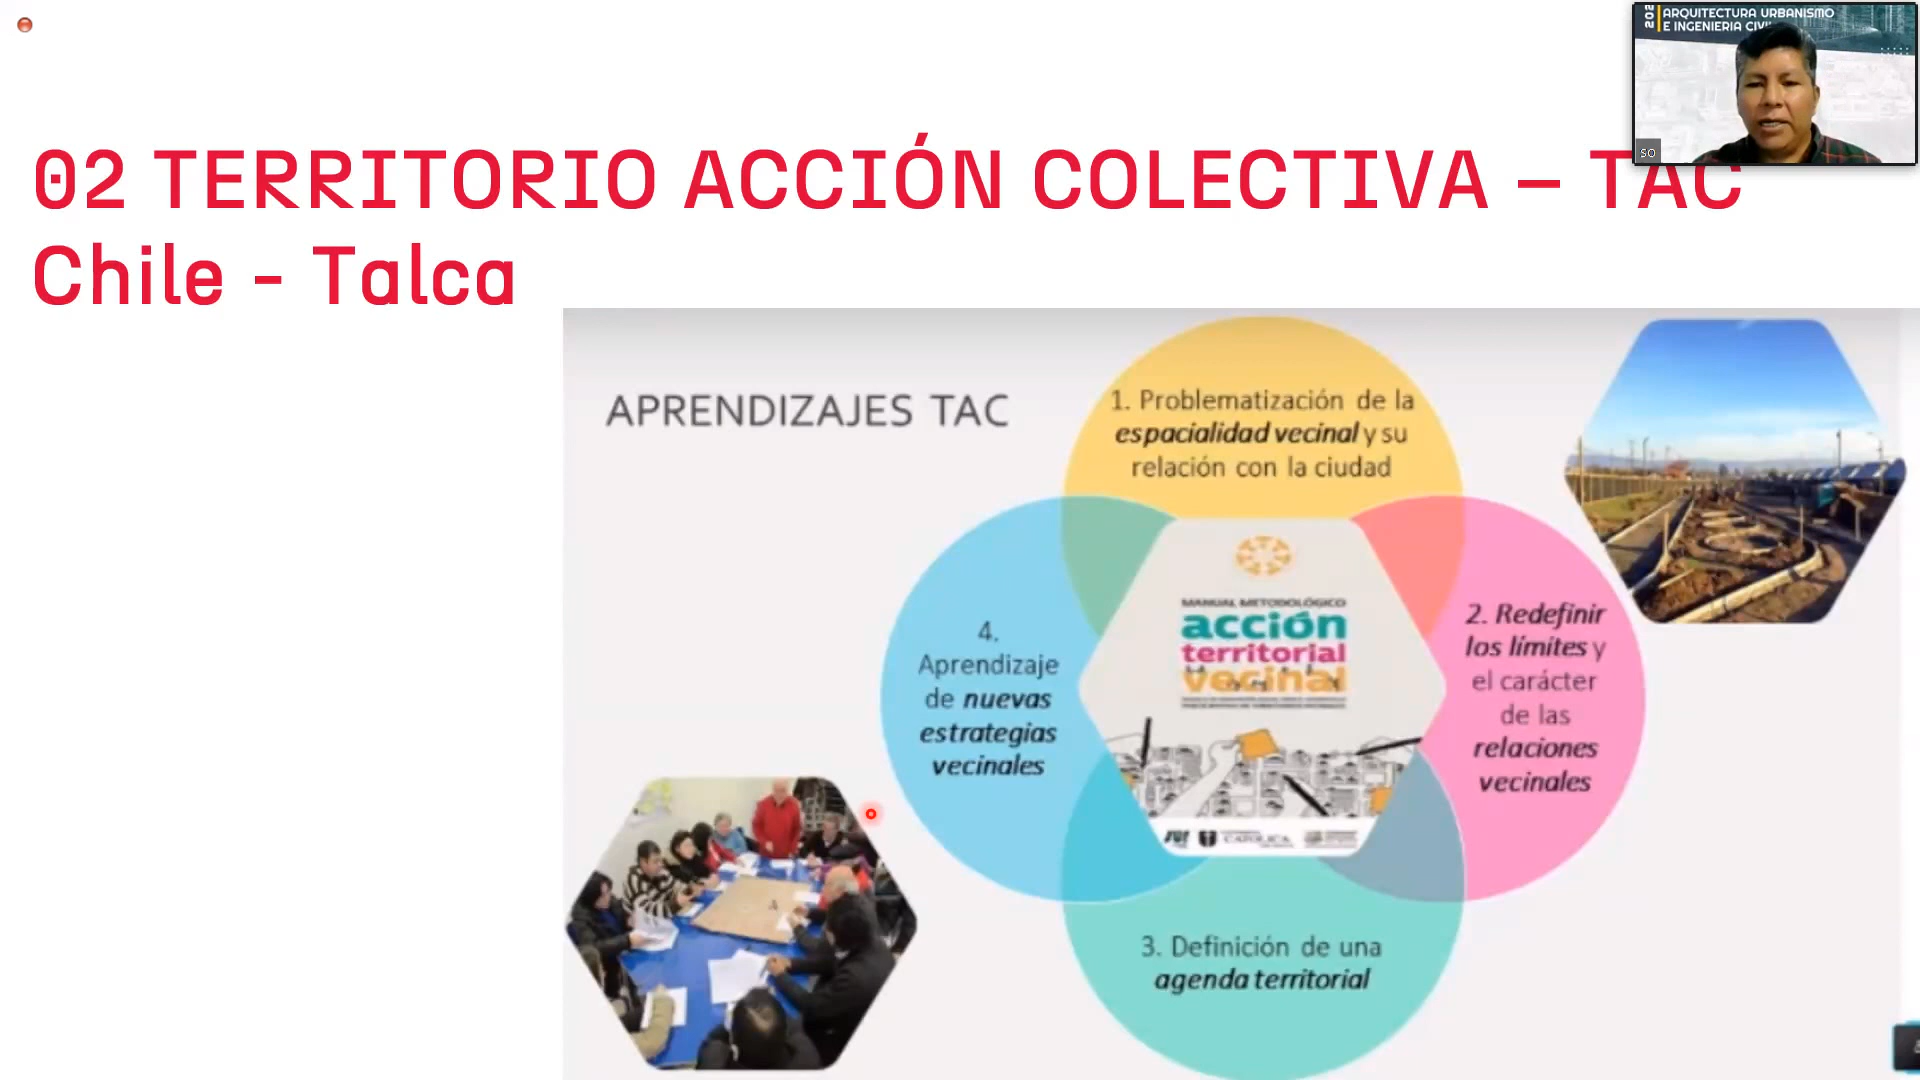 ARQUITECTURA URBANISMO
E INGENIERIA
SO
02 TERRITORIO ACCIÓN COLECTIVA – TAC
Chile - Talca
APRENDIZAJES TAC
1. Problematización de la
espacialidad vecinal y su
relación con la ciudad
2. Redefinir
los límites y
el carácter
de las
relaciones
vecinales
4.
Aprendizaje
de nuevas
estrategias
vecinales
MANUAL METODOLÓGICO
acción
territorial
vecinal
CATOLICA
3. Definición de una
agenda territorial